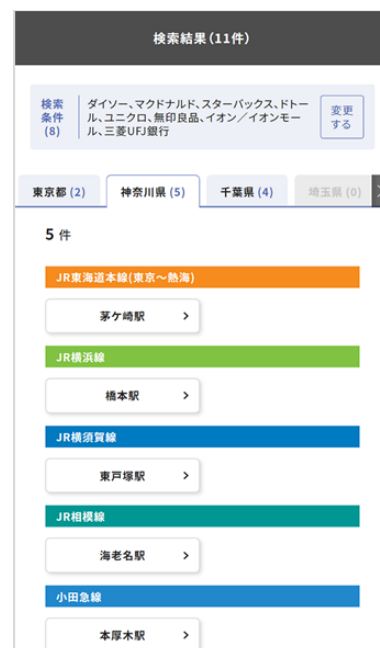 検索結果（11件）
検索
条件
(8)
ダイソー、マクドナルド、スターバックス、ドトー
ル、ユニクロ、無印良品、イオン／イオンモー
ル、三菱UFJ銀行
変更
する
東京都 (2)
神奈川県 (5)
千葉県 (4)
埼玉県 (0)
5 件
JR東海道本線(東京～熱海)
茅ケ崎駅
JR横浜線
橋本駅
JR横須賀線
東戸塚駅
JR相模線
海老名駅
小田急線
本厚木駅